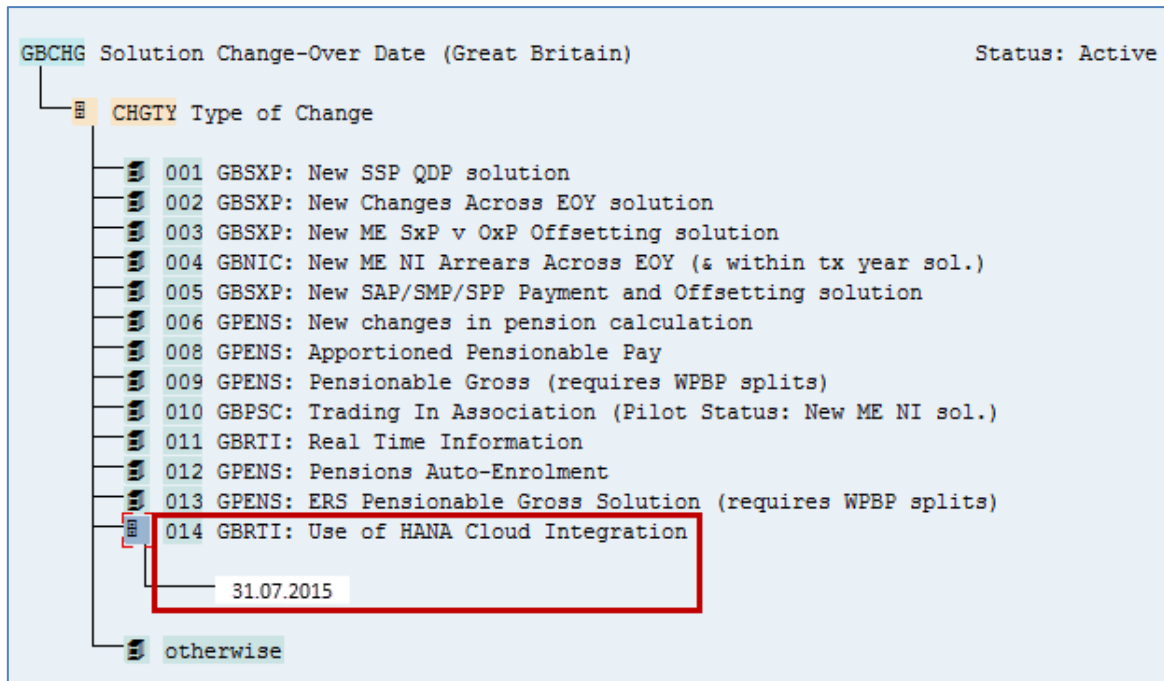 GBCHG Solution Change-Over Date (Great Britain) Status: Active
CHGTY Type of Change
001 GBSXP: New SSP QDP solution
002 GBSXP: New Changes Across EOY solution
003 GBSXP: New ME SxP v OxP Offsetting solution
004 GBNIC: New ME NI Arrears Across EOY (& within tx year sol.)
005 GBSXP: New SAP/SMP/SPP Payment and Offsetting solution
006 GPENS: New changes in pension calculation
008 GPENS: Apportioned Pensionable Pay
009 GPENS: Pensionable Gross (requires WPBP splits)
010 GBPSC: Trading In Association (Pilot Status: New ME NI sol.)
011 GBRTI: Real Time Information
012 GPENS: Pensions Auto-Enrolment
013 GPENS: ERS Pensionable Gross Solution (requires WPBP splits)
014 GBRTI: Use of HANA Cloud Integration
31.07.2015
otherwise